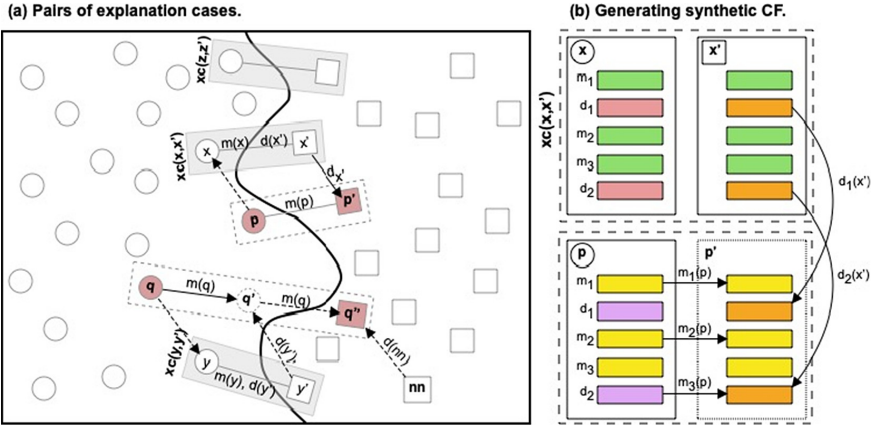 (a) Pairs of explanation cases.
xc(z,z')
xc(x,x')
x
m(x)
d(x')
x'
dx'
p
m(p)
p'
q
m(q)
q'
m(q)
q''
xc(y,y')
y
m(y), d(y')
d(y')
y'
d(nn)
nn
(b) Generating synthetic CF.
xc(x,x')
x
x'
m1
d1
m2
m3
d2
d1(x')
d2(x')
p
p'
m1
m1(p)
d1
m2
m2(p)
m3
d2
m3(p)